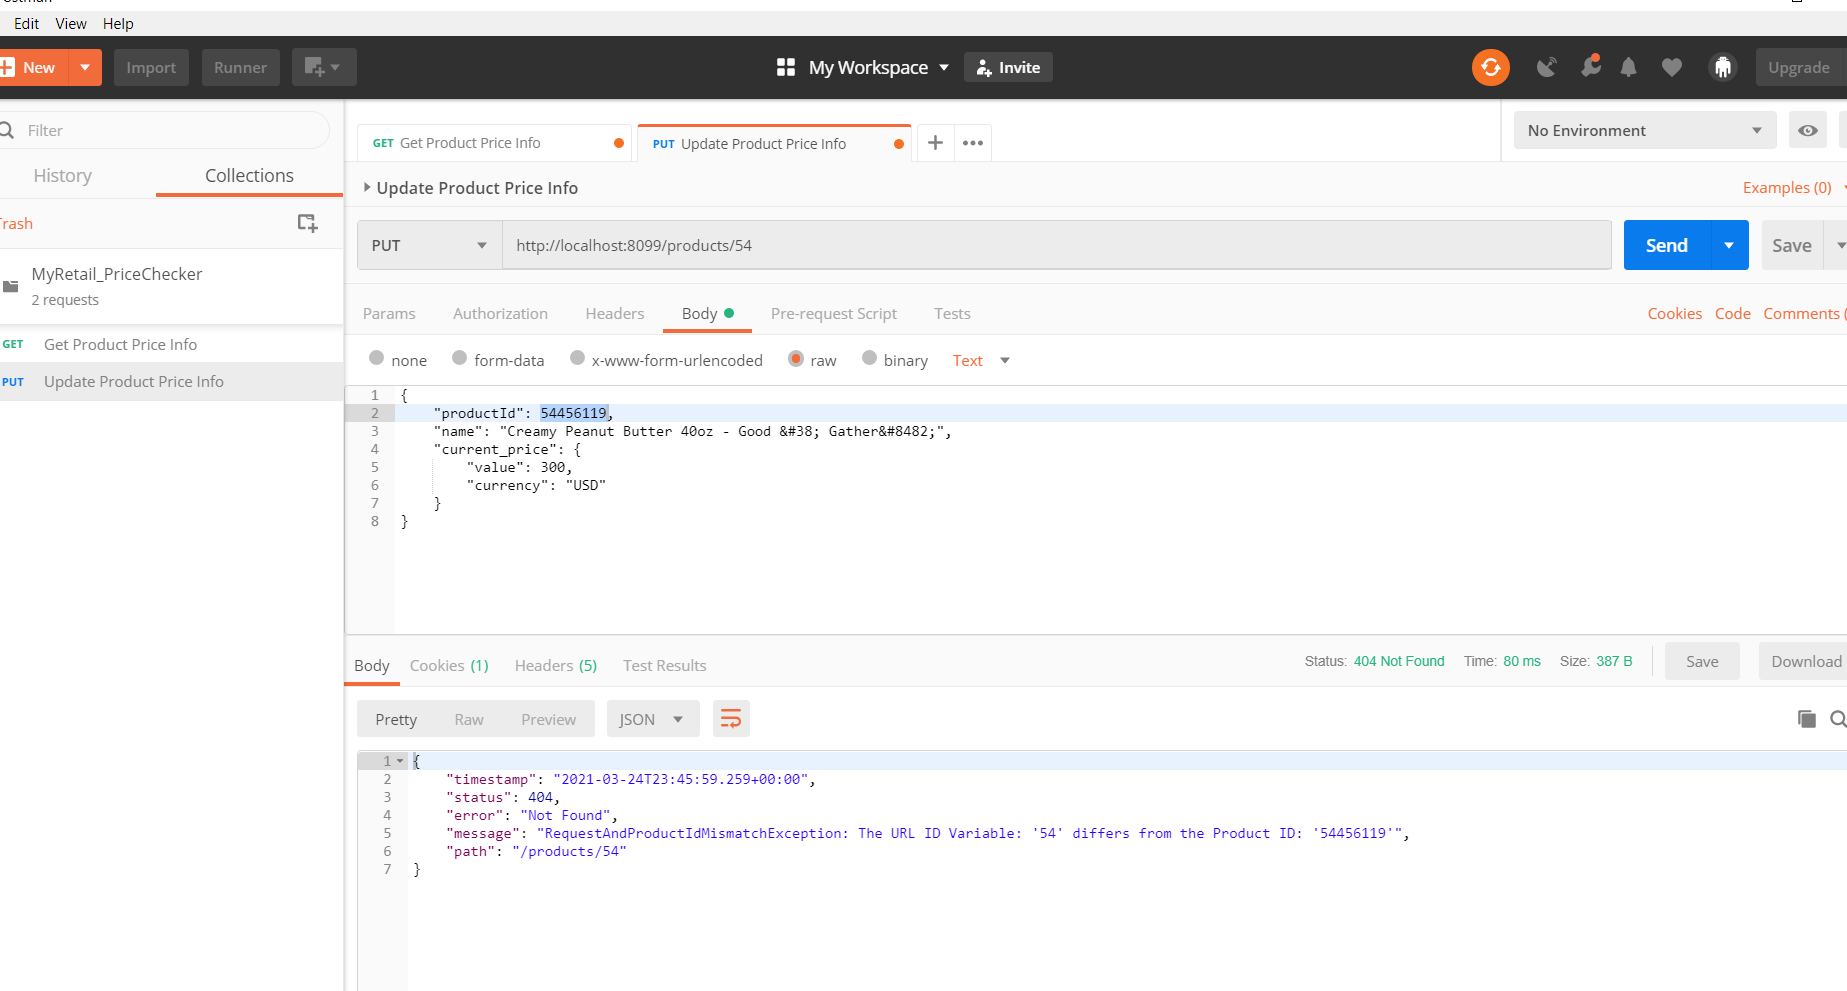 Edit View Help
New Import Runner My Workspace Invite Upgrade
Filter
History Collections
Trash
MyRetail_PriceChecker
2 requests
GET Get Product Price Info
PUT Update Product Price Info
GET Get Product Price Info PUT Update Product Price Info + ••• No Environment
Update Product Price Info Examples (0)
PUT http://localhost:8099/products/54 Send Save
Params Authorization Headers Body Pre-request Script Tests Cookies Code Comments (
none form-data x-www-form-urlencoded raw binary Text
1 {
2 "productId": 54456119,
3 "name": "Creamy Peanut Butter 40oz - Good &#38; Gather&#8482;",
4 "current_price": {
5 "value": 300,
6 "currency": "USD"
7 }
8 }
Body Cookies (1) Headers (5) Test Results Status: 404 Not Found Time: 80 ms Size: 387 B Save Download
Pretty Raw Preview JSON
1 {
2 "timestamp": "2021-03-24T23:45:59.259+00:00",
3 "status": 404,
4 "error": "Not Found",
5 "message": "RequestAndProductIdMismatchException: The URL ID Variable: '54' differs from the Product ID: '54456119'",
6 "path": "/products/54"
7 }